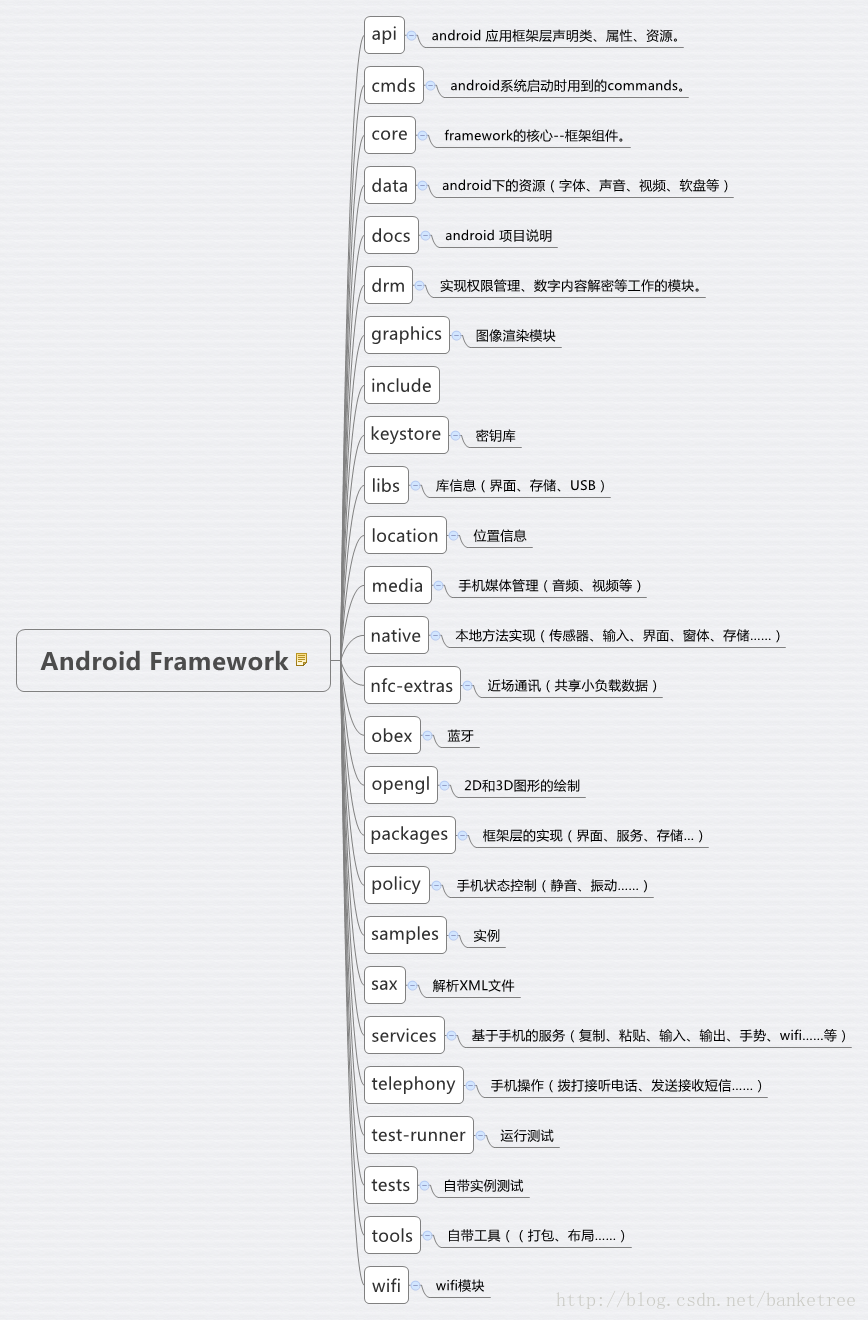 api android 应用框架层声明类、属性、资源。
cmds android系统启动时用到的commands。
core framework的核心--框架组件。
data android下的资源（字体、声音、视频、软盘等）
docs android 项目说明
drm 实现权限管理、数字内容解密等工作的模块。
graphics 图像渲染模块
include
keystore 密钥库
libs 库信息（界面、存储、USB）
location 位置信息
media 手机媒体管理（音频、视频等）
native 本地方法实现（传感器、输入、界面、窗体、存储……）
Android Framework
nfc-extras 近场通讯（共享小负载数据）
obex 蓝牙
opengl 2D和3D图形的绘制
packages 框架层的实现（界面、服务、存储...）
policy 手机状态控制（静音、振动……）
samples 实例
sax 解析XML文件
services 基于手机的服务（复制、粘贴、输入、输出、手势、wifi……等）
telephony 手机操作（拨打接听电话、发送接收短信……）
test-runner 运行测试
tests 自带实例测试
tools 自带工具（（打包、布局……）
wifi wifi模块
http://blog.csdn.net/banketree